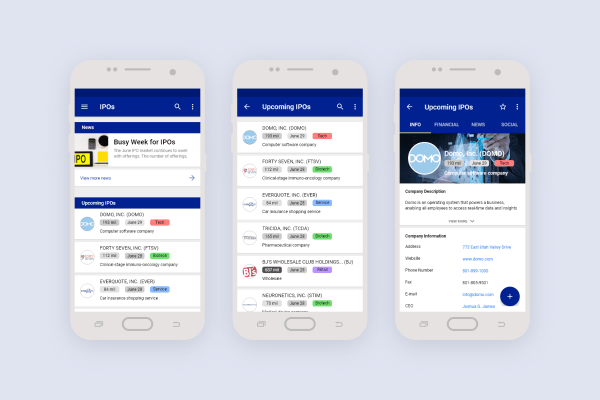 IPOs
News
IPO
Busy Week for IPOs
The June IPO market continues to week
with offerings. The number of offerings.
View more news
Upcoming IPOs
DOMO, INC. (DOMO)
193 mil June 29 Tech
Computer software company
FORTY SEVEN, INC. (FTSV)
112 mil June 28 Biotech
Clinical-stage immuno-oncology company
EVERQUOTE, INC. (EVER)
84 mil June 28 Service
Car insurance shopping service
Upcoming IPOs
DOMO, INC. (DOMO)
193 mil June 29 Tech
Computer software company
FORTY SEVEN, INC. (FTSV)
112 mil June 28 Biotech
Clinical-stage immuno-oncology company
EVERQUOTE, INC. (EVER)
84 mil June 28 Service
Car insurance shopping service
TRICIDA, INC. (TCDA)
165 mil June 28 Biotech
Pharmaceutical company
BJ'S WHOLESALE CLUB HOLDINGS... (BJ)
BJ's
637 mil June 28 Retail
Wholesale
NEURONETICS, INC. (STIM)
78 mil June 28 Biotech
Upcoming IPOs
INFO FINANCIAL NEWS SOCIAL
DOMO
Domo, Inc. (DOMO)
193 mil June 29 Tech
Computer software company
Company Description
Domo is an operating system that powers a business,
enabling all employees to access real-time data and insights
VIEW MORE
Company Information
Address 772 East Utah Valley Drive
Website www.domo.com
Phone Number 801-899-1000
Fax 801-805-9501
E-mail info@domo.com
CEO Joshua G. James